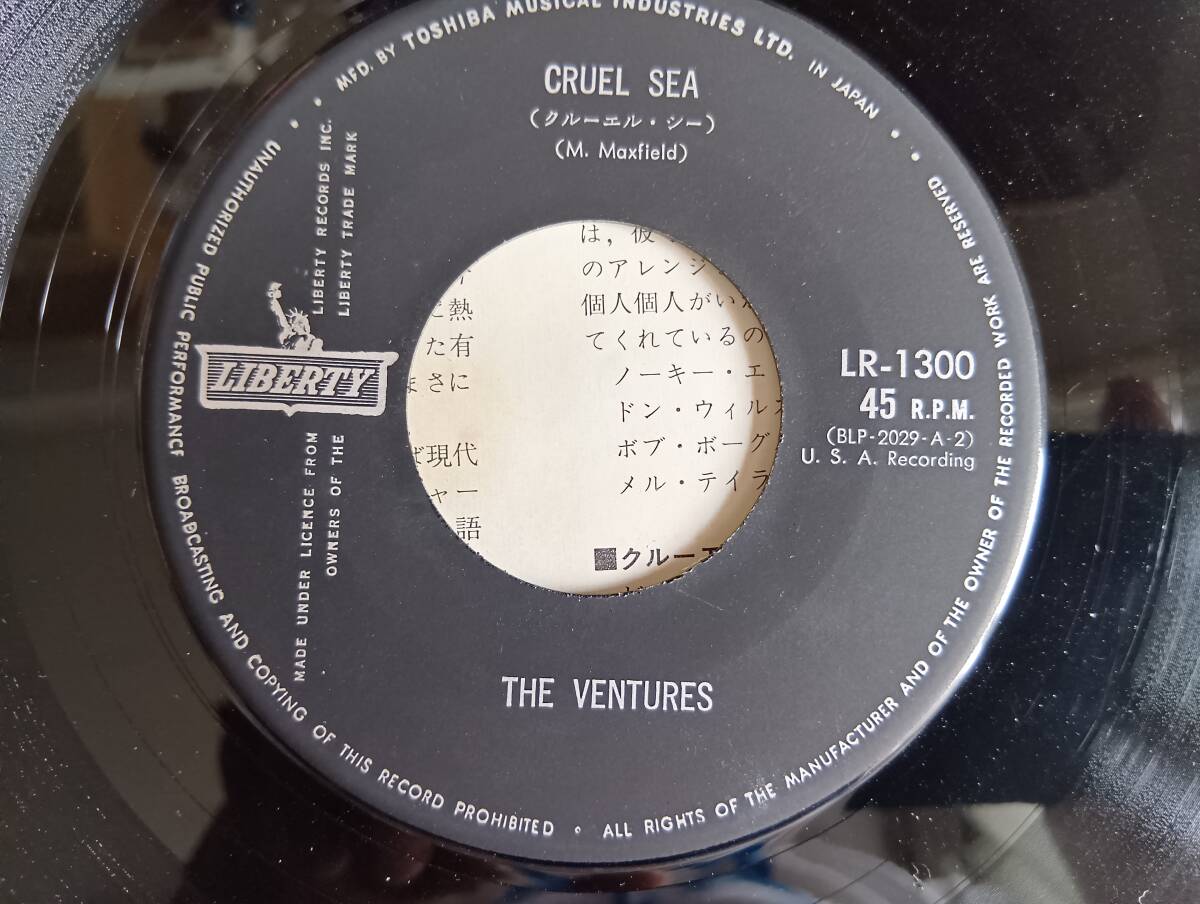 MFD. BY TOSHIBA MUSICAL INDUSTRIES LTD. IN JAPAN
CRUEL SEA
(クルーエル・シー)
(M. Maxfield)
LIBERTY RECORDS INC.
LIBERTY TRADE MARK
LIBERTY
MADE UNDER LICENCE FROM
OWNERS OF THE
LR-1300
45 R.P.M.
(BLP-2029-A-2)
U. S. A. Recording
は, 彼
のアレンジ
個人個人がい
てくれているの
ノーキー・エ
ドン・ウィル
ボブ・ボーグ
メル・テイラ
■クルーエ
熱
た有
まさに
現代
ャー
語
THE VENTURES
UNAUTHORIZED PUBLIC PERFORMANCE BROADCASTING AND COPYING OF THIS RECORD PROHIBITED
ALL RIGHTS OF THE MANUFACTURER AND OF THE OWNER OF THE RECORDED WORK ARE RESERVED